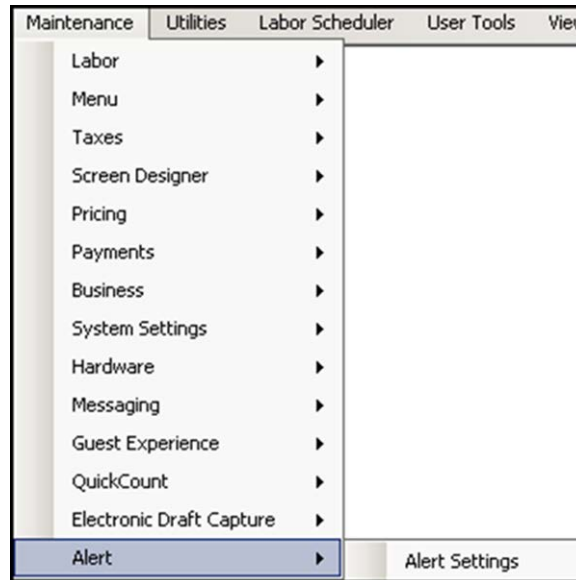 Maintenance Utilities Labor Scheduler User Tools
Labor
Menu
Taxes
Screen Designer
Pricing
Payments
Business
System Settings
Hardware
Messaging
Guest Experience
QuickCount
Electronic Draft Capture
Alert Alert Settings